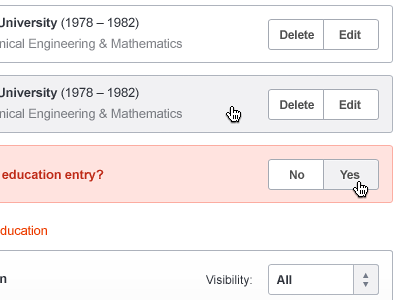 University (1978 – 1982)
nical Engineering & Mathematics
Delete Edit
University (1978 – 1982)
nical Engineering & Mathematics
Delete Edit
education entry?
No Yes
ducation
n
Visibility: All